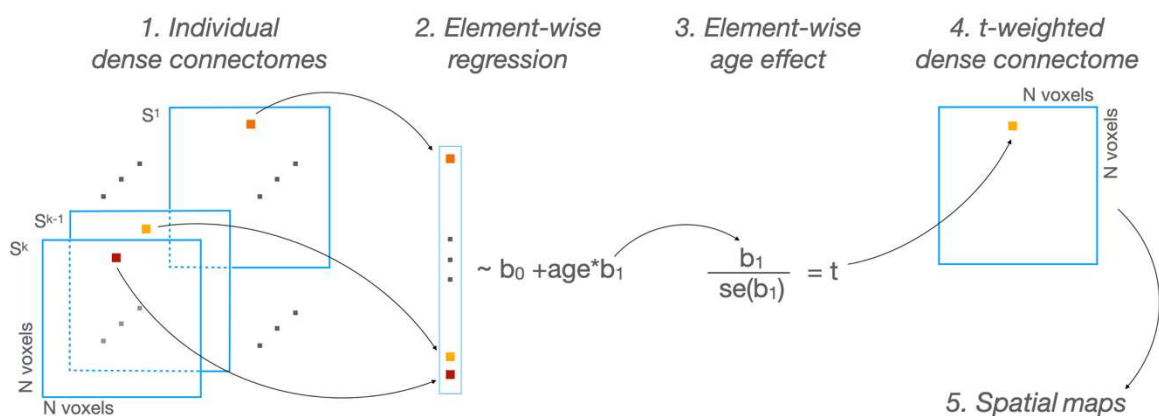 1. Individual
dense connectomes
2. Element-wise
regression
3. Element-wise
age effect
4. t-weighted
dense connectome
N voxels
N voxels
S¹
Sᵏ⁻¹
Sᵏ
~ b₀ +age*b₁
b₁
se(b₁)
= t
N voxels
N voxels
5. Spatial maps